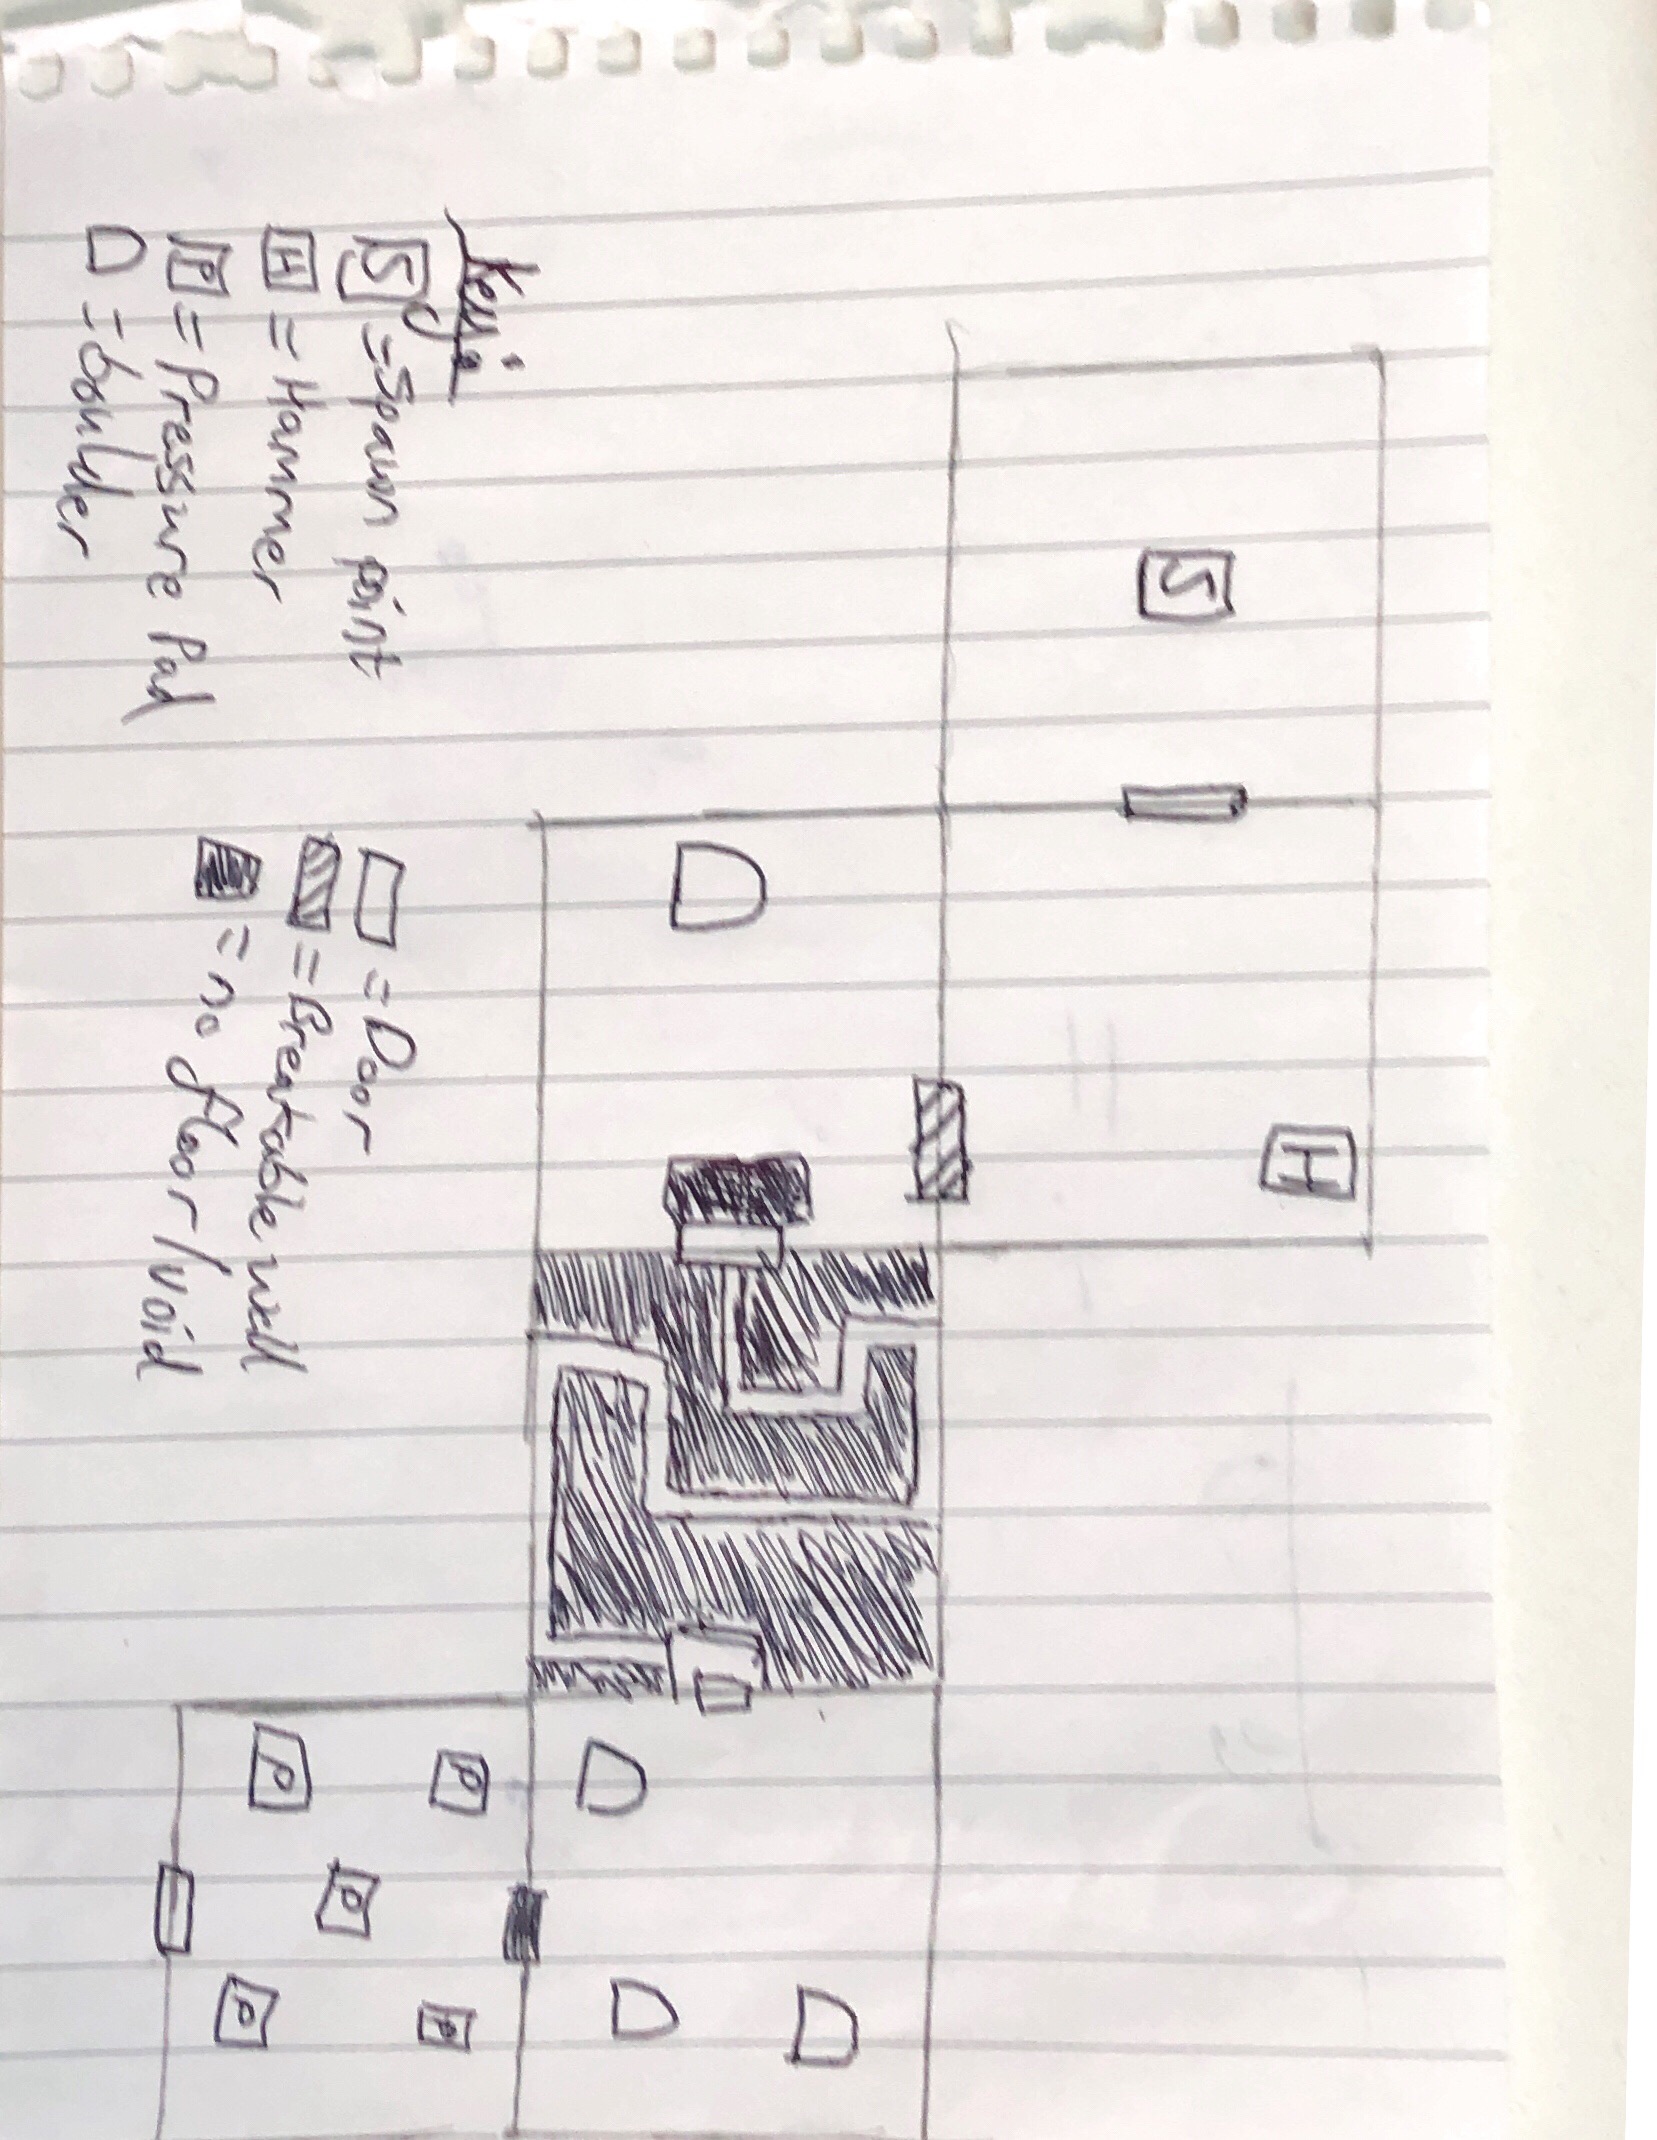 Key:
S = Spawn point
H = Hammer
P = Pressure Pad
= boulder
= Door
= Breakable wall
= no floor / void
S
H
P
P
P
P
P